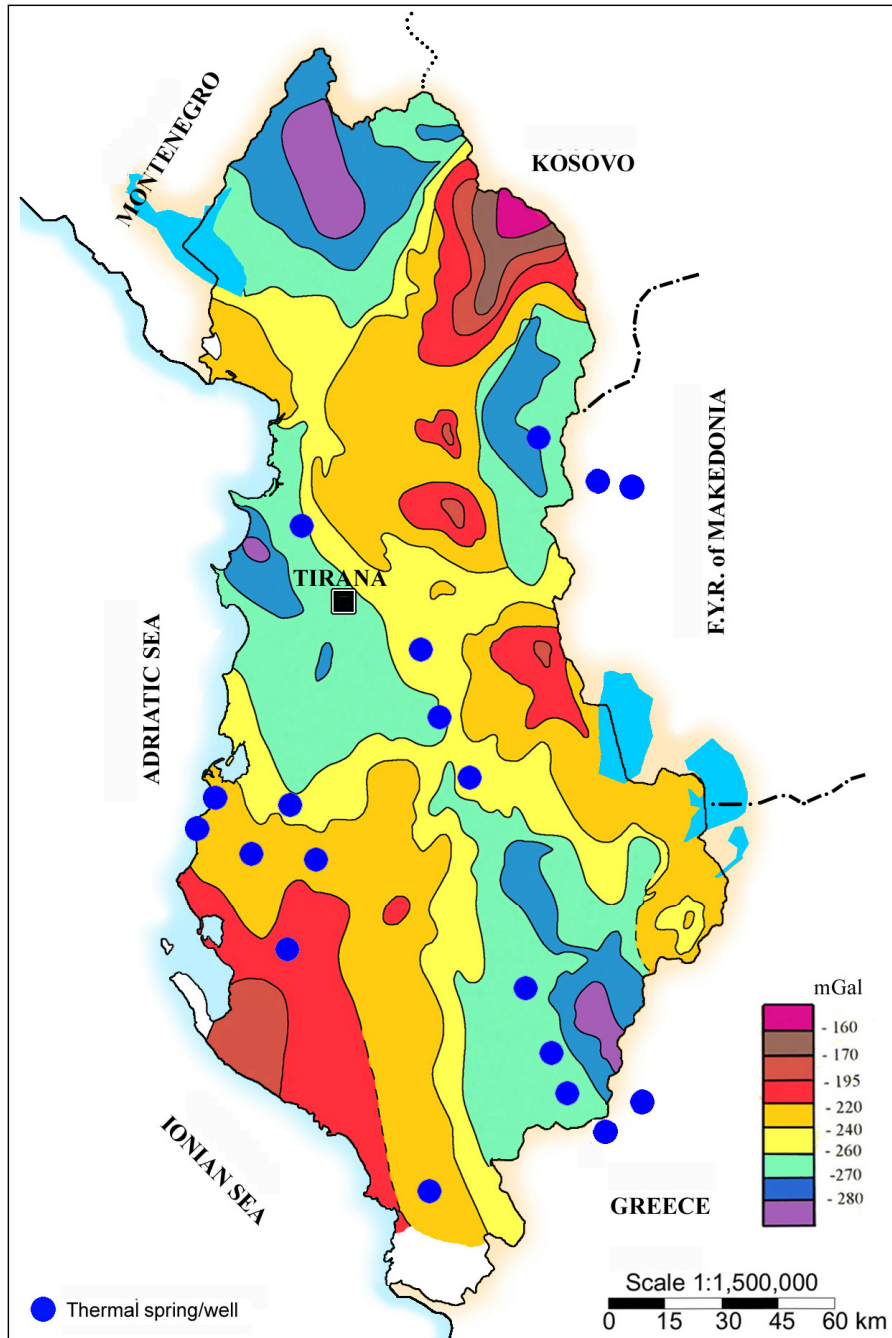 MONTENEGRO
KOSOVO
F.Y.R. of MAKEDONIA
TIRANA
ADRIATIC SEA
IONIAN SEA
GREECE
mGal
- 160
- 170
- 195
- 220
- 240
- 260
- 270
- 280
Scale 1:1,500,000
0 15 30 45 60 km
Thermal spring/well